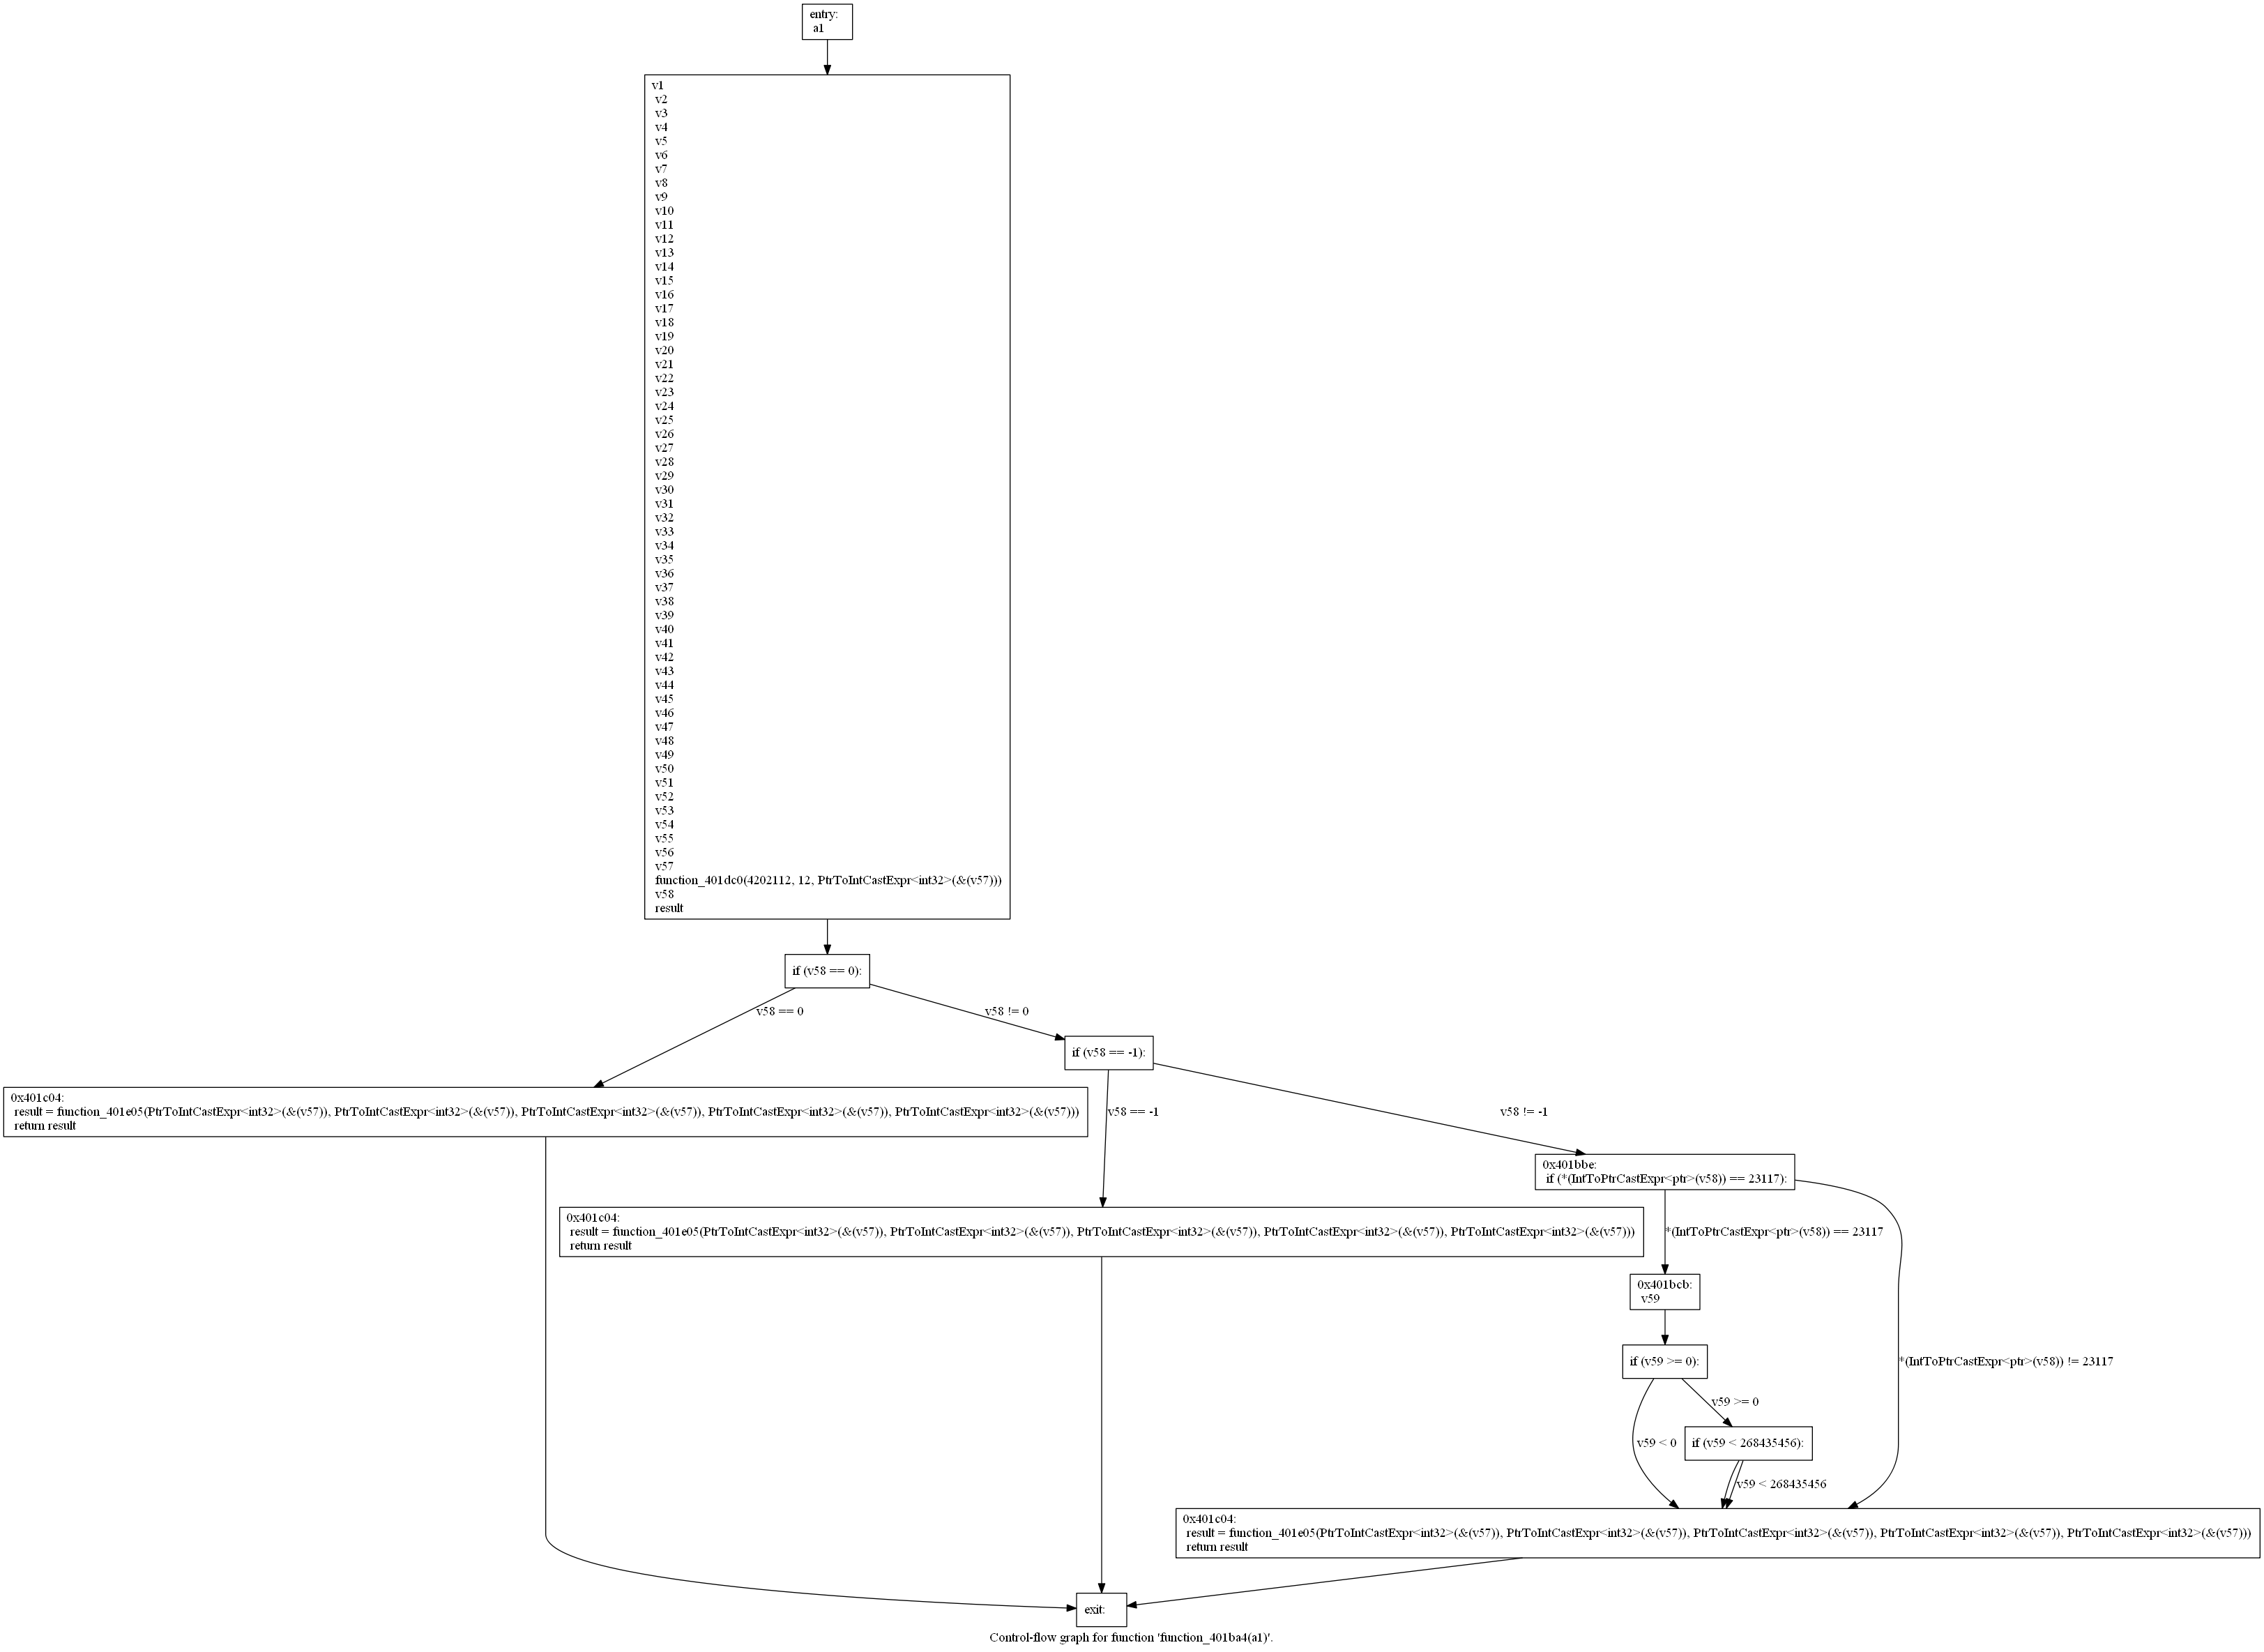 entry:
a1
v1
v2
v3
v4
v5
v6
v7
v8
v9
v10
v11
v12
v13
v14
v15
v16
v17
v18
v19
v20
v21
v22
v23
v24
v25
v26
v27
v28
v29
v30
v31
v32
v33
v34
v35
v36
v37
v38
v39
v40
v41
v42
v43
v44
v45
v46
v47
v48
v49
v50
v51
v52
v53
v54
v55
v56
v57
function_401dc0(4202112, 12, PtrToIntCastExpr<int32>(&(v57)))
v58
result
if (v58 == 0):
v58 == 0
v58 != 0
if (v58 == -1):
0x401c04:
result = function_401e05(PtrToIntCastExpr<int32>(&(v57)), PtrToIntCastExpr<int32>(&(v57)), PtrToIntCastExpr<int32>(&(v57)), PtrToIntCastExpr<int32>(&(v57)), PtrToIntCastExpr<int32>(&(v57)))
return result
v58 == -1
v58 != -1
0x401bbe:
if (*(IntToPtrCastExpr<ptr>(v58)) == 23117):
0x401c04:
result = function_401e05(PtrToIntCastExpr<int32>(&(v57)), PtrToIntCastExpr<int32>(&(v57)), PtrToIntCastExpr<int32>(&(v57)), PtrToIntCastExpr<int32>(&(v57)), PtrToIntCastExpr<int32>(&(v57)))
return result
*(IntToPtrCastExpr<ptr>(v58)) == 23117
0x401bcb:
v59
if (v59 >= 0):
*(IntToPtrCastExpr<ptr>(v58)) != 23117
v59 >= 0
v59 < 0
if (v59 < 268435456):
v59 < 268435456
0x401c04:
result = function_401e05(PtrToIntCastExpr<int32>(&(v57)), PtrToIntCastExpr<int32>(&(v57)), PtrToIntCastExpr<int32>(&(v57)), PtrToIntCastExpr<int32>(&(v57)), PtrToIntCastExpr<int32>(&(v57)))
return result
exit:
Control-flow graph for function 'function_401ba4(a1)'.